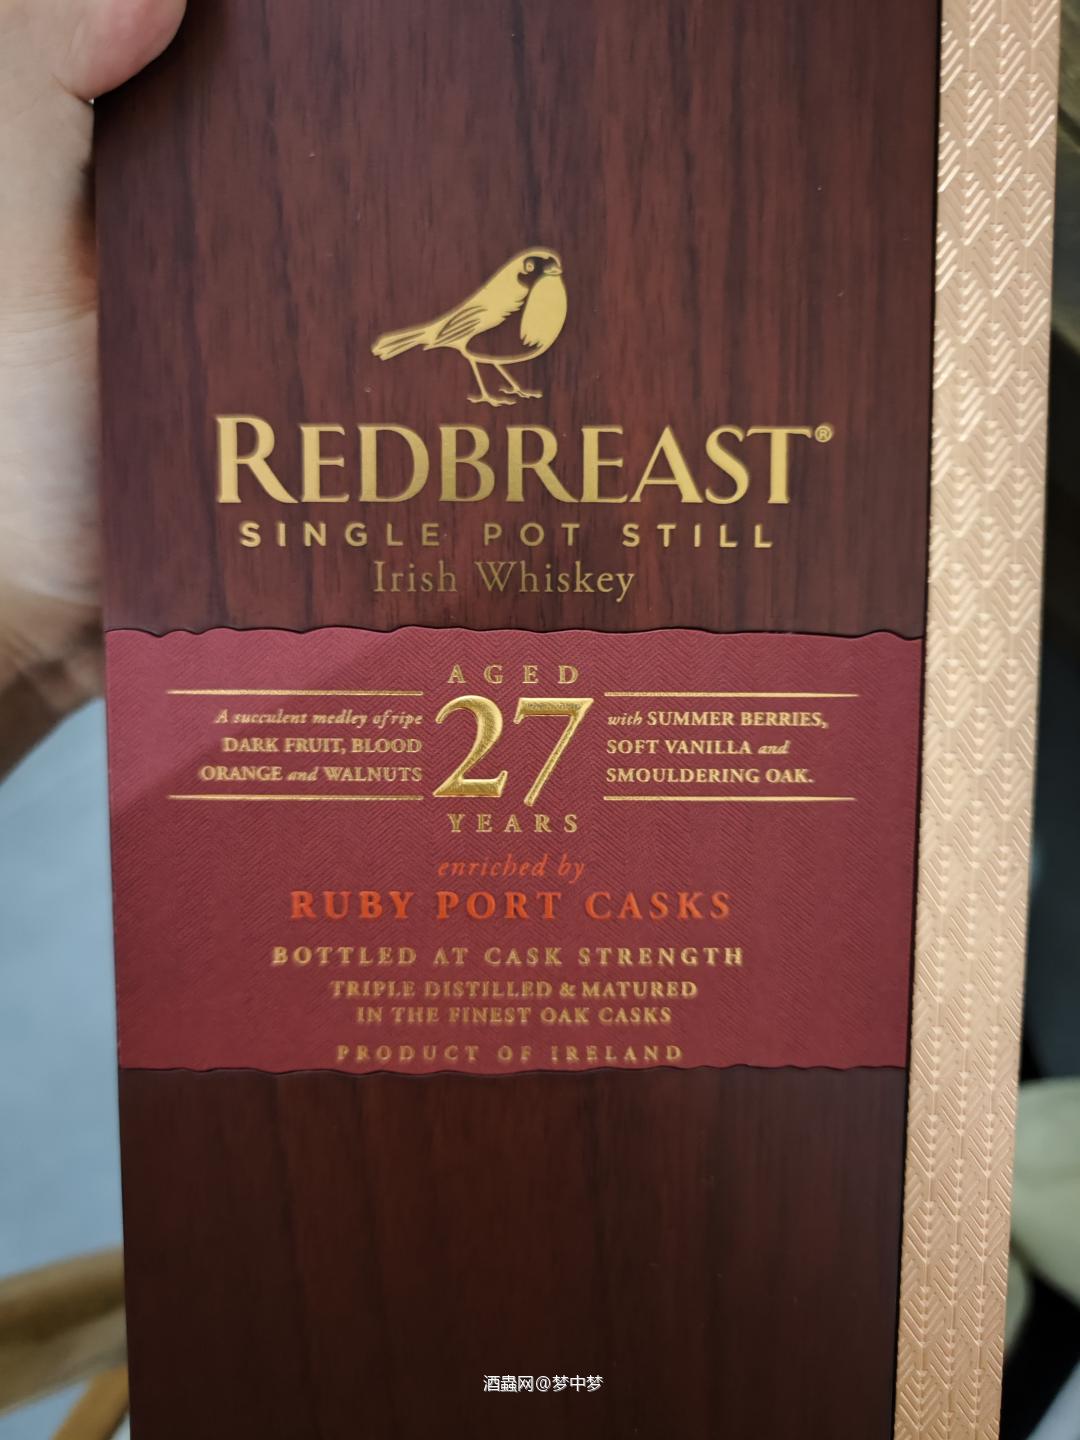 REDBREAST®
SINGLE POT STILL
Irish Whiskey
AGED
27
YEARS
A succulent medley of ripe
DARK FRUIT, BLOOD
ORANGE and WALNUTS
with SUMMER BERRIES,
SOFT VANILLA and
SMOULDERING OAK.
enriched by
RUBY PORT CASKS
BOTTLED AT CASK STRENGTH
TRIPLE DISTILLED & MATURED
IN THE FINEST OAK CASKS
PRODUCT OF IRELAND
酒蟲网@梦中梦